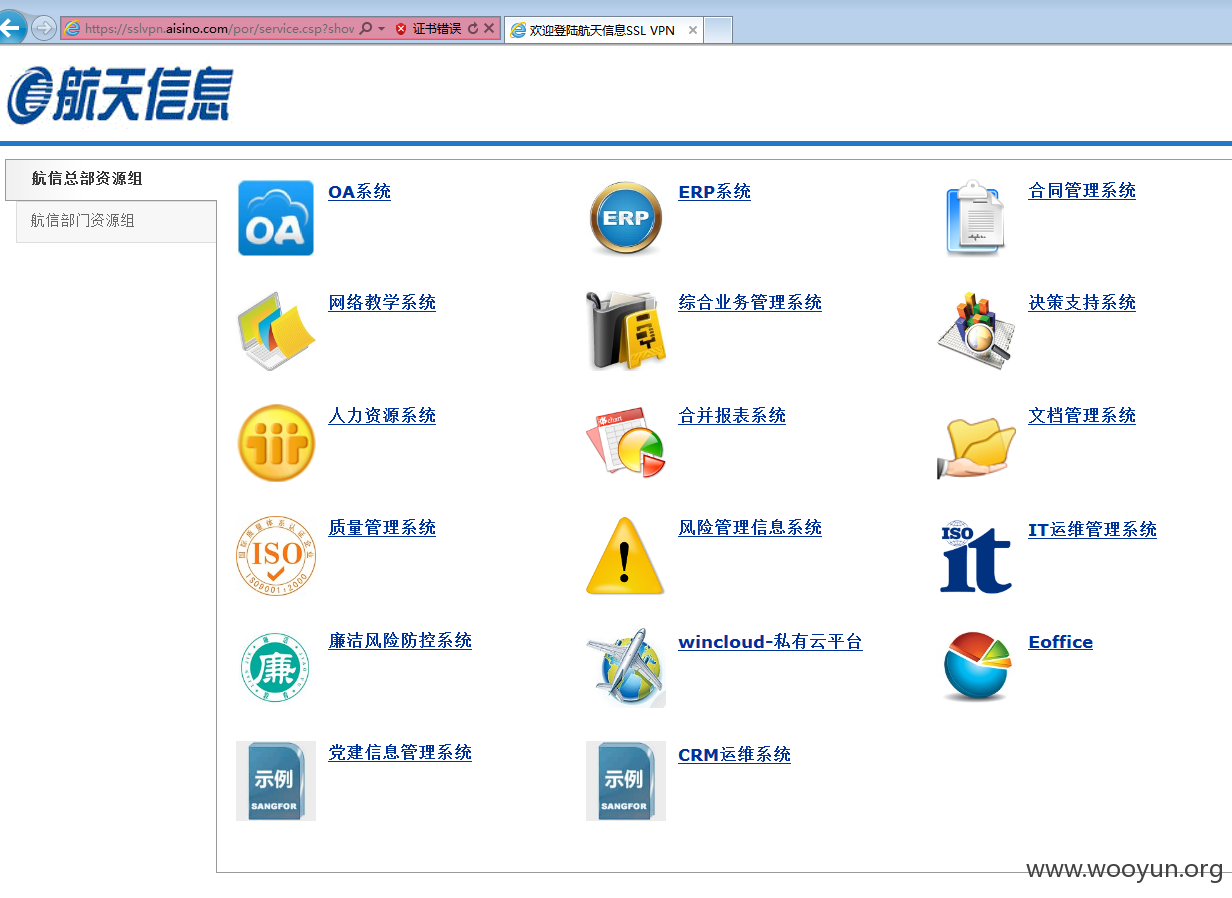 https://sslvpn.aisino.com/por/service.csp?shov
证书错误
欢迎登陆航天信息SSL VPN
航天信息
航信总部资源组
航信部门资源组
OA
OA系统
ERP
ERP系统
合同管理系统
网络教学系统
综合业务管理系统
决策支持系统
人力资源系统
chart
合并报表系统
文档管理系统
ISO
ISO9001:2000
质量管理系统
风险管理信息系统
ISO
it
IT运维管理系统
廉
廉洁风险防控系统
wincloud-私有云平台
Eoffice
示例
SANGFOR
党建信息管理系统
示例
SANGFOR
CRM运维系统
www.wooyun.org